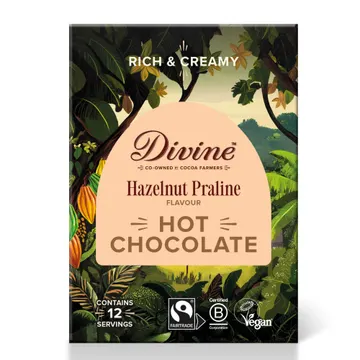 RICH & CREAMY
Divine™
CO-OWNED BY COCOA FARMERS
Hazelnut Praline
FLAVOUR
HOT
CHOCOLATE
CONTAINS
12
SERVINGS
FAIRTRADE
Certified
B
Corporation
Vegan